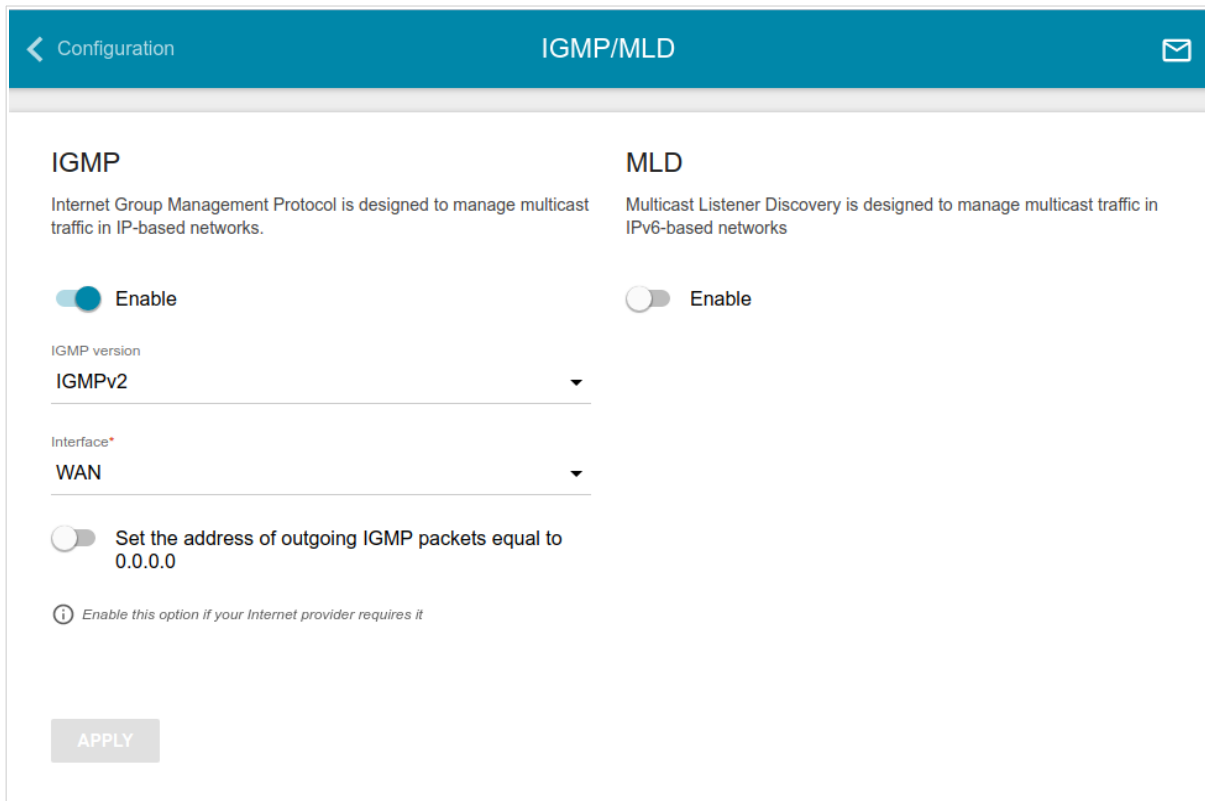 Configuration
IGMP/MLD
IGMP
Internet Group Management Protocol is designed to manage multicast
traffic in IP-based networks.
Enable
IGMP version
IGMPv2
Interface*
WAN
Set the address of outgoing IGMP packets equal to
0.0.0.0
Enable this option if your Internet provider requires it
APPLY
MLD
Multicast Listener Discovery is designed to manage multicast traffic in
IPv6-based networks
Enable